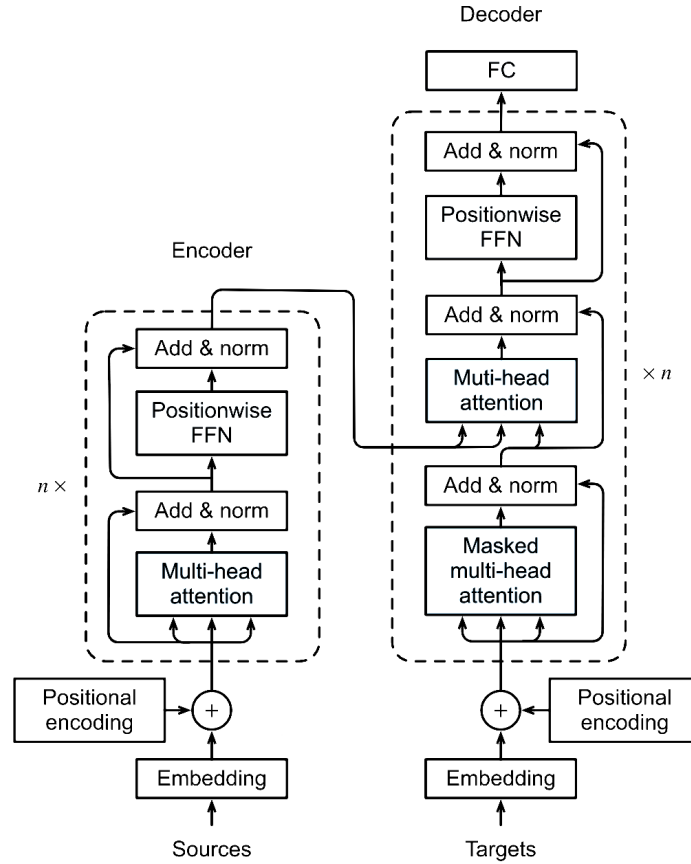 Decoder
FC
Add & norm
Positionwise
FFN
Add & norm
Muti-head
attention
× n
Add & norm
Masked
multi-head
attention
Positional
encoding
+
Embedding
Targets
Encoder
Add & norm
Positionwise
FFN
n ×
Add & norm
Multi-head
attention
Positional
encoding
+
Embedding
Sources